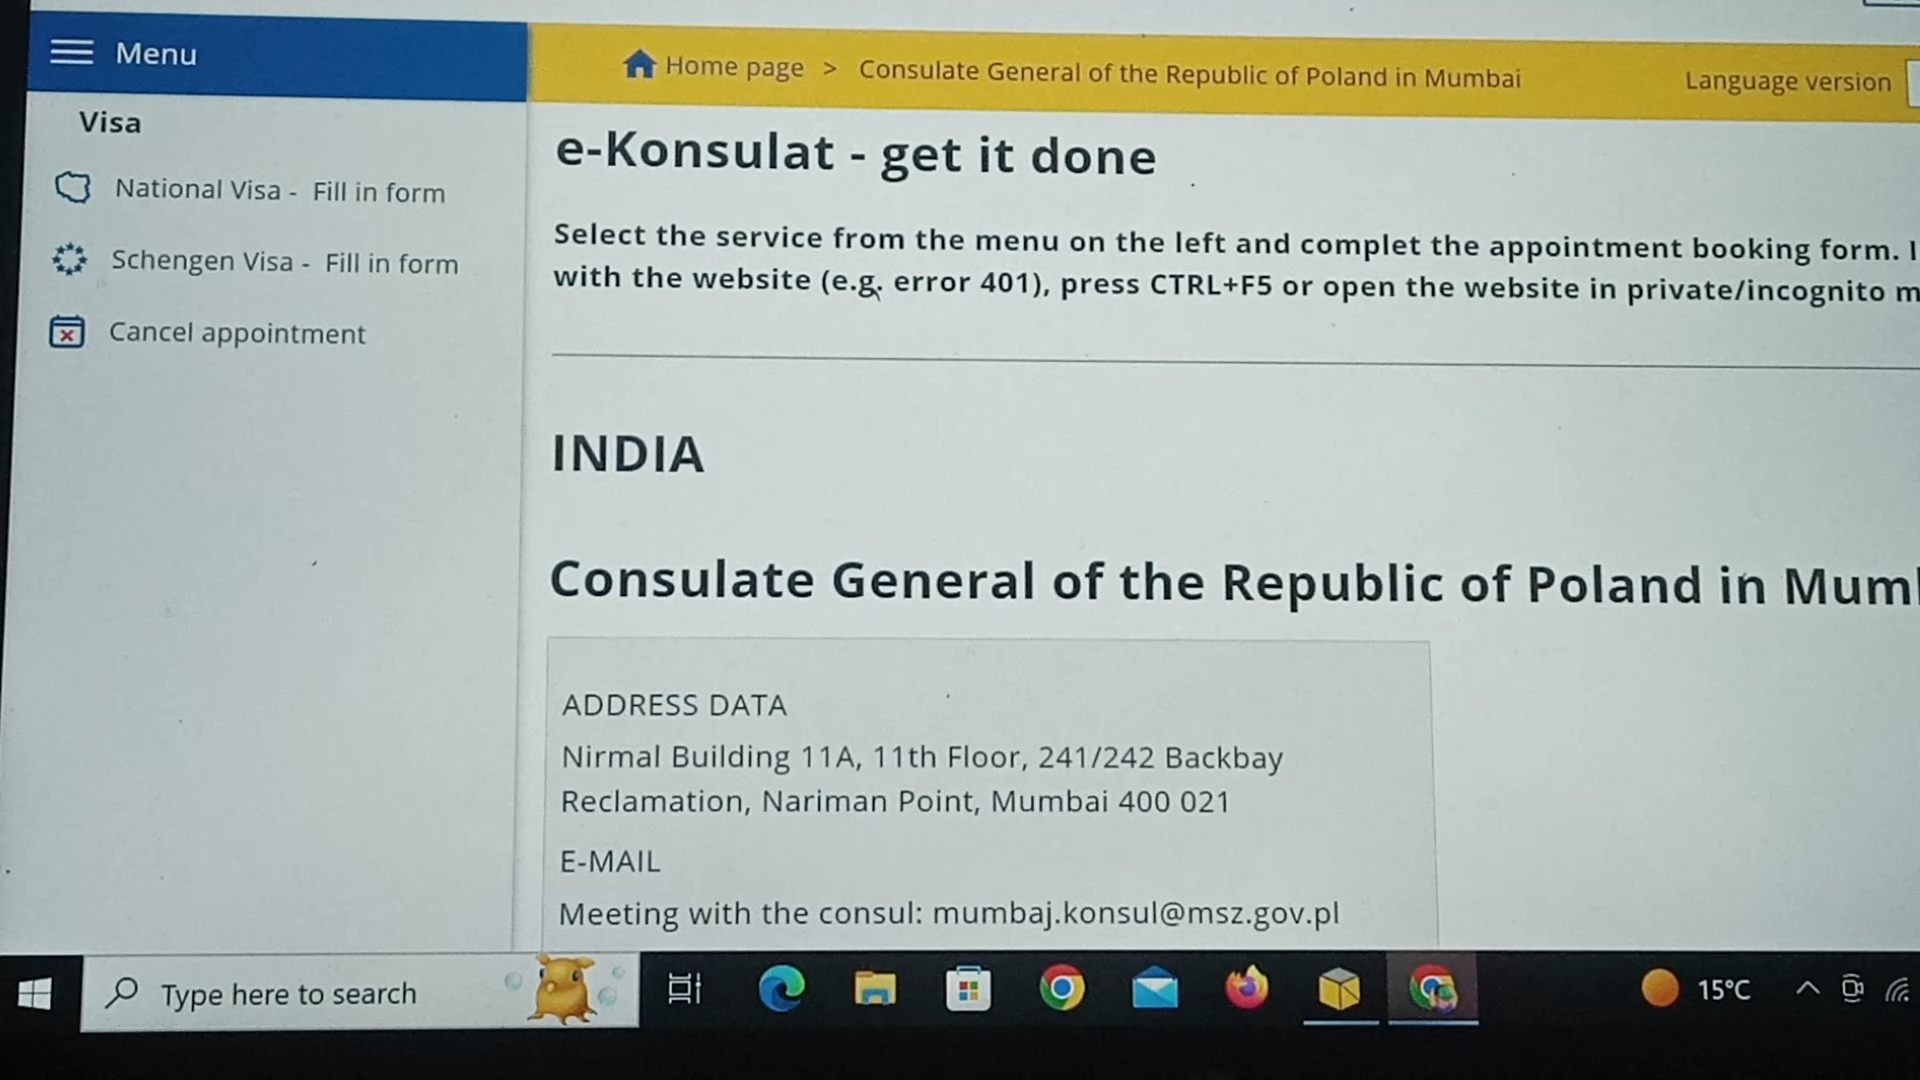 Menu
Home page > Consulate General of the Republic of Poland in Mumbai
Language version
Visa
National Visa - Fill in form
Schengen Visa - Fill in form
Cancel appointment
e-Konsulat - get it done
Select the service from the menu on the left and complet the appointment booking form. I
with the website (e.g. error 401), press CTRL+F5 or open the website in private/incognito m
INDIA
Consulate General of the Republic of Poland in Mum
ADDRESS DATA
Nirmal Building 11A, 11th Floor, 241/242 Backbay
Reclamation, Nariman Point, Mumbai 400 021
E-MAIL
Meeting with the consul: mumbaj.konsul@msz.gov.pl
Type here to search
15°C